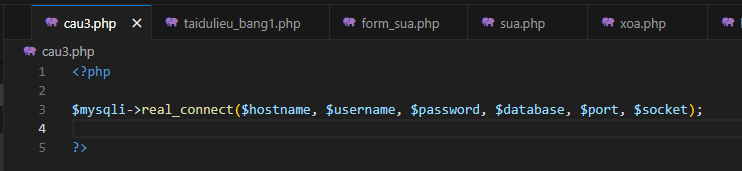 cau3.php taidulieu_bang1.php form_sua.php sua.php xoa.php
cau3.php
1 <?php
2
3 $mysqli->real_connect($hostname, $username, $password, $database, $port, $socket);
4
5 ?>